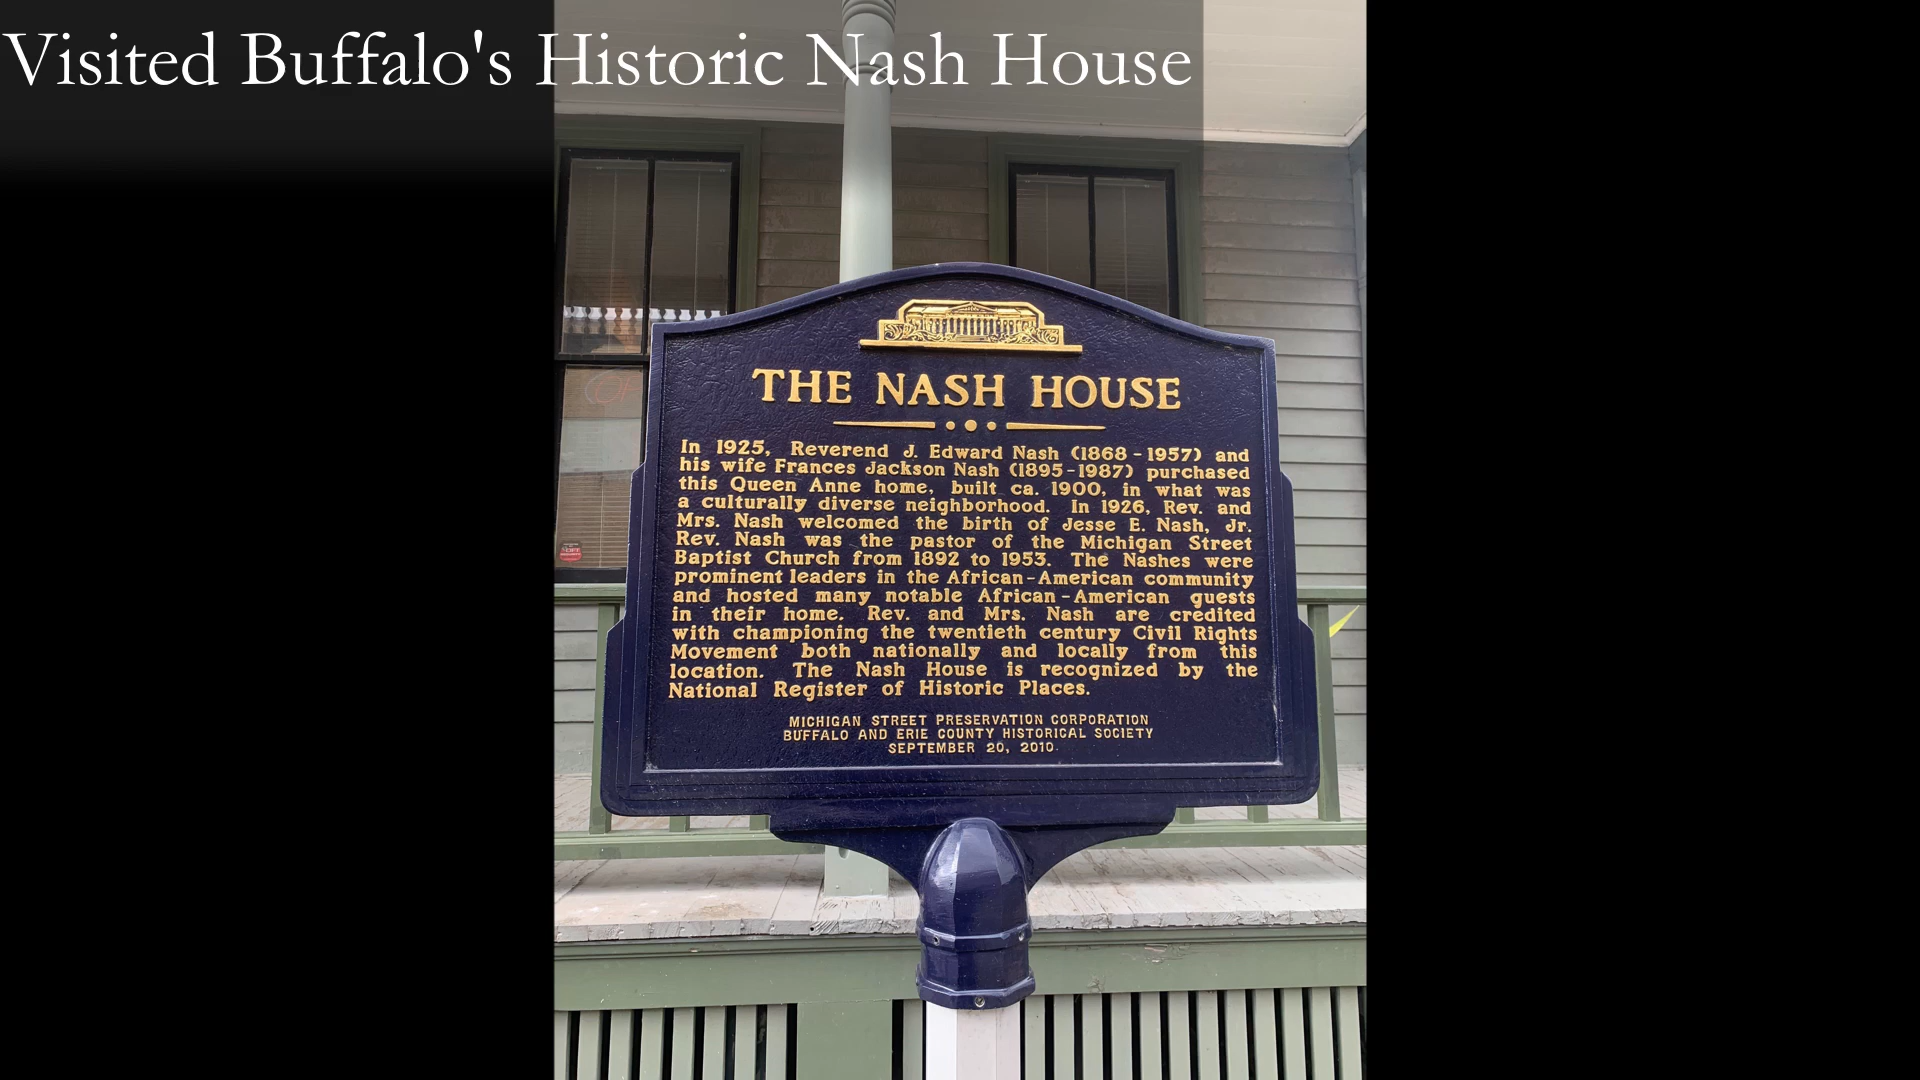 Visited Buffalo's Historic Nash House
THE NASH HOUSE
In 1925, Reverend J. Edward Nash (1868-1957) and
his wife Frances Jackson Nash (1895-1987) purchased
this Queen Anne home, built ca. 1900, in what was
a culturally diverse neighborhood. In 1926, Rev. and
Mrs. Nash welcomed the birth of Jesse E. Nash, Jr.
Rev. Nash was the pastor of the Michigan Street
Baptist Church from 1892 to 1953. The Nashes were
prominent leaders in the African-American community
and hosted many notable African-American guests
in their home. Rev. and Mrs. Nash are credited
with championing the twentieth century Civil Rights
Movement both nationally and locally from this
location. The Nash House is recognized by the
National Register of Historic Places.
MICHIGAN STREET PRESERVATION CORPORATION
BUFFALO AND ERIE COUNTY HISTORICAL SOCIETY
SEPTEMBER 20, 2010